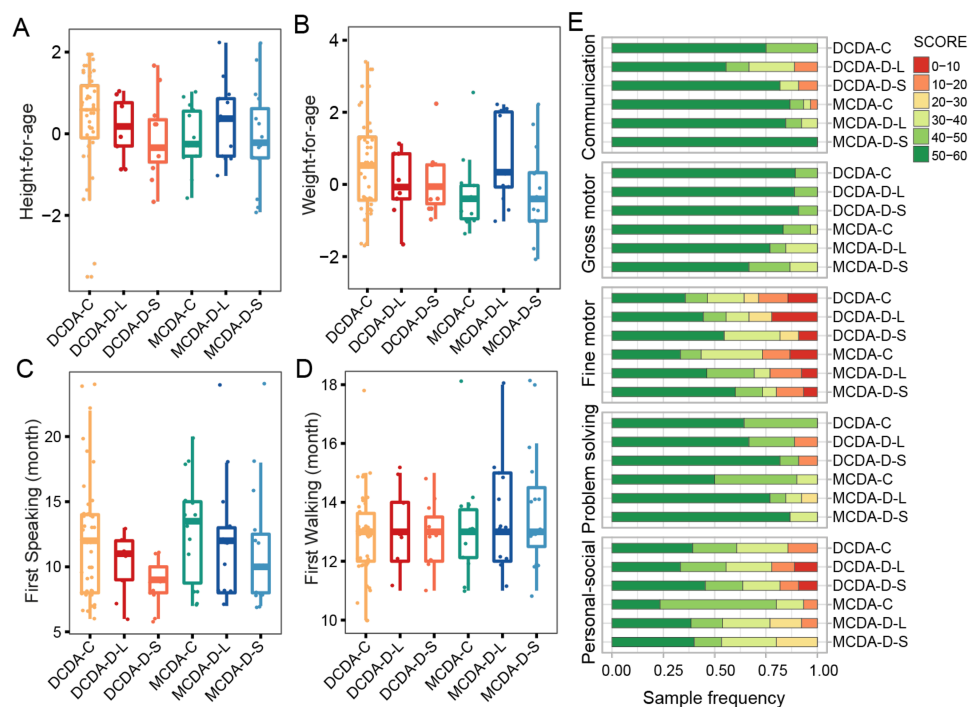 A
Height-for-age
2
0
−2
DCDA-C
DCDA-D-L
DCDA-D-S
MCDA-C
MCDA-D-L
MCDA-D-S
B
Weight-for-age
4
2
0
−2
DCDA-C
DCDA-D-L
DCDA-D-S
MCDA-C
MCDA-D-L
MCDA-D-S
C
First Speaking (month)
20
15
10
5
DCDA-C
DCDA-D-L
DCDA-D-S
MCDA-C
MCDA-D-L
MCDA-D-S
D
First Walking (month)
18
16
14
12
10
DCDA-C
DCDA-D-L
DCDA-D-S
MCDA-C
MCDA-D-L
MCDA-D-S
E
Communication
DCDA-C
DCDA-D-L
DCDA-D-S
MCDA-C
MCDA-D-L
MCDA-D-S
Gross motor
DCDA-C
DCDA-D-L
DCDA-D-S
MCDA-C
MCDA-D-L
MCDA-D-S
Fine motor
DCDA-C
DCDA-D-L
DCDA-D-S
MCDA-C
MCDA-D-L
MCDA-D-S
Problem solving
DCDA-C
DCDA-D-L
DCDA-D-S
MCDA-C
MCDA-D-L
MCDA-D-S
Personal-social
DCDA-C
DCDA-D-L
DCDA-D-S
MCDA-C
MCDA-D-L
MCDA-D-S
0.00 0.25 0.50 0.75 1.00
Sample frequency
SCORE
0−10
10−20
20−30
30−40
40−50
50−60